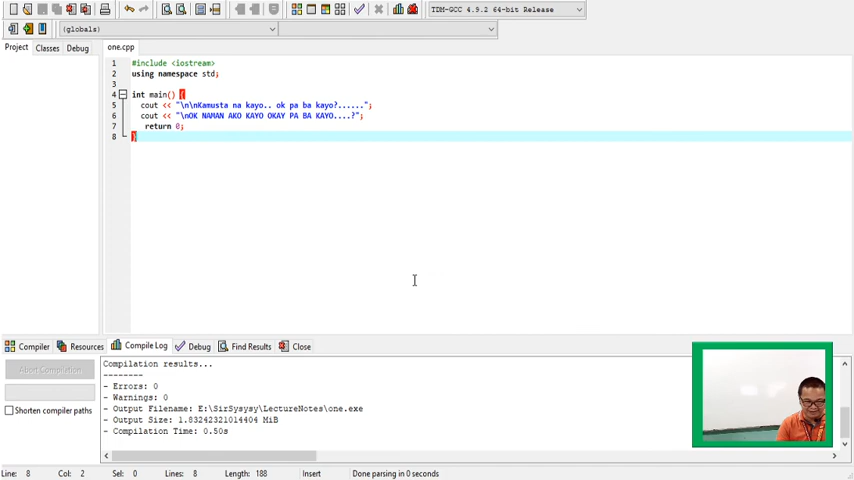 TDM-GCC 4.9.2 64-bit Release
(globals)
Project Classes Debug one.cpp
1 #include <iostream>
2 using namespace std;
3
4 int main() {
5 cout << "\n\nKamusta na kayo.. ok pa ba kayo?......";
6 cout << "\nOK NAMAN AKO KAYO OKAY PA BA KAYO....?";
7 return 0;
8 }
Compiler Resources Compile Log Debug Find Results Close
Abort Compilation
Shorten compiler paths
Compilation results...
--------
- Errors: 0
- Warnings: 0
- Output Filename: E:\SirSysysy\LectureNotes\one.exe
- Output Size: 1.83242321014404 MiB
- Compilation Time: 0.50s
Line: 8 Col: 2 Sel: 0 Lines: 8 Length: 188 Insert Done parsing in 0 seconds